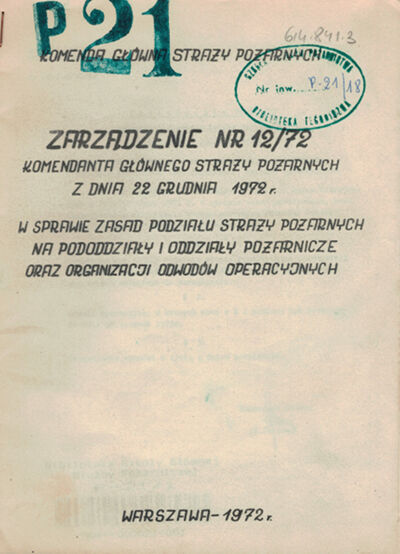 P21
614.841.3
KOMENDA GŁÓWNA STRAŻY POŻARNYCH
Nr inw. P-21/18
BIBLIOTEKA TECHNICZNA
ZARZĄDZENIE NR 12/72
KOMENDANTA GŁÓWNEGO STRAŻY POŻARNYCH
Z DNIA 22 GRUDNIA 1972 r.
W SPRAWIE ZASAD PODZIAŁU STRAŻY POŻARNYCH
NA PODODDZIAŁY I ODDZIAŁY POŻARNICZE
ORAZ ORGANIZACJI ODWODÓW OPERACYJNYCH
WARSZAWA - 1972 r.